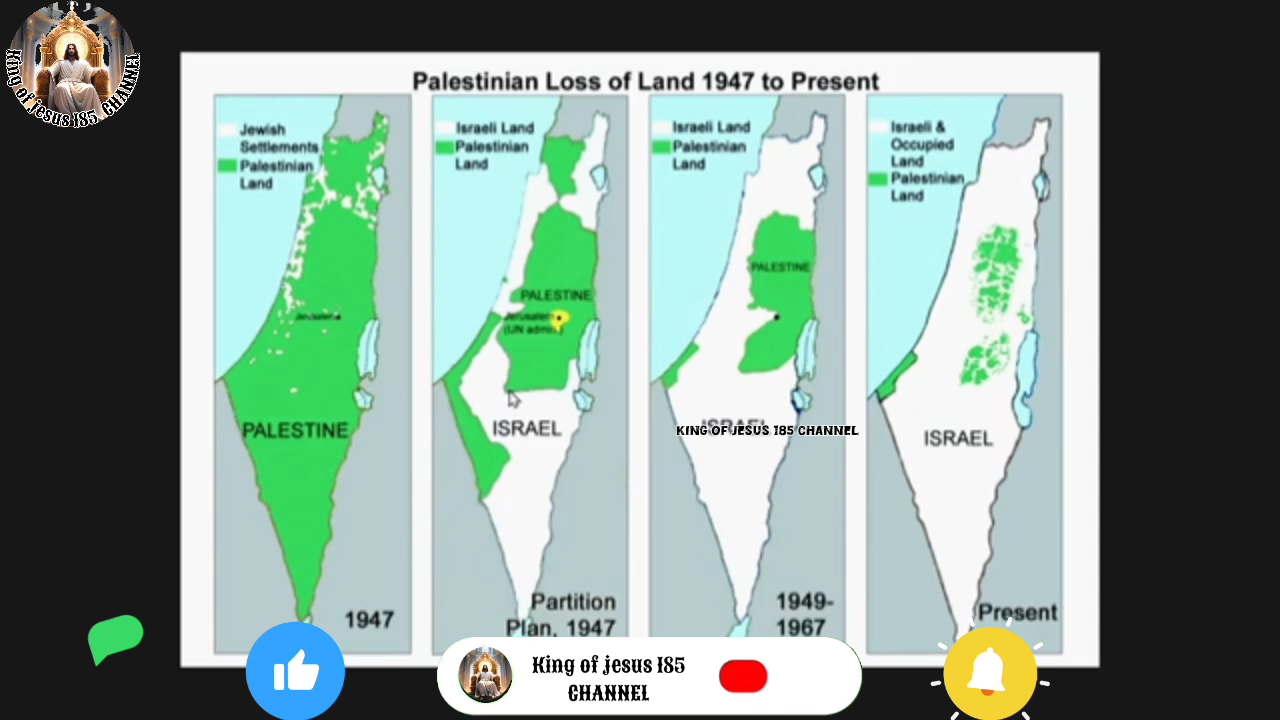 King of jesus 185 CHANNEL
Palestinian Loss of Land 1947 to Present
Jewish
Settlements
Palestinian
Land
Jerusalem
PALESTINE
1947
Israeli Land
Palestinian
Land
PALESTINE
Jerusalem
(UN admin.)
ISRAEL
Partition
Plan, 1947
Israeli Land
Palestinian
Land
PALESTINE
ISRAEL
KING OF JESUS 185 CHANNEL
1949-
1967
Israeli &
Occupied
Land
Palestinian
Land
ISRAEL
Present
King of jesus 185
CHANNEL